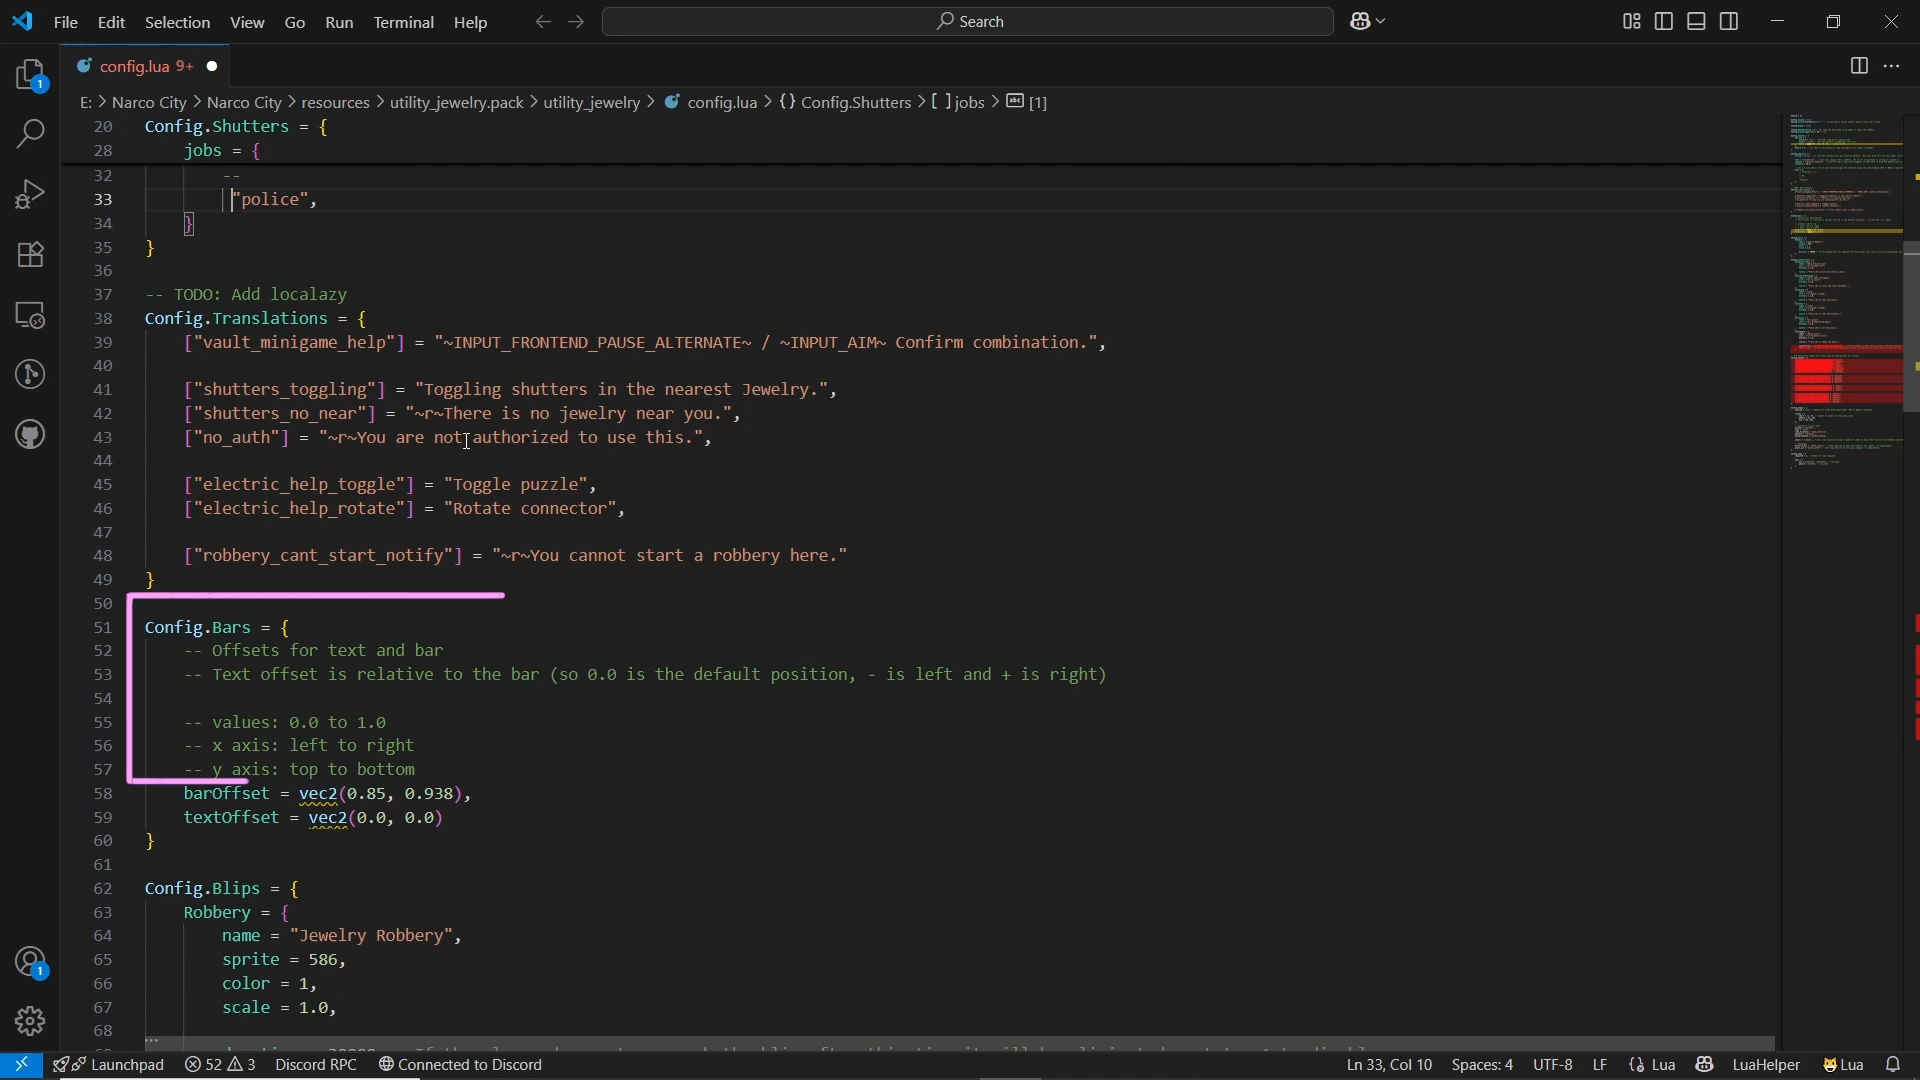 File Edit Selection View Go Run Terminal Help
Search
config.lua 9+
E: > Narco City > Narco City > resources > utility_jewelry.pack > utility_jewelry > config.lua > {} Config.Shutters > [ ] jobs > [1]
20 Config.Shutters = {
28 jobs = {
32 --
33 "police",
34 }
35 }
36
37 -- TODO: Add localazy
38 Config.Translations = {
39 ["vault_minigame_help"] = "~INPUT_FRONTEND_PAUSE_ALTERNATE~ / ~INPUT_AIM~ Confirm combination.",
40
41 ["shutters_toggling"] = "Toggling shutters in the nearest Jewelry.",
42 ["shutters_no_near"] = "~r~There is no jewelry near you.",
43 ["no_auth"] = "~r~You are not authorized to use this.",
44
45 ["electric_help_toggle"] = "Toggle puzzle",
46 ["electric_help_rotate"] = "Rotate connector",
47
48 ["robbery_cant_start_notify"] = "~r~You cannot start a robbery here."
49 }
50
51 Config.Bars = {
52 -- Offsets for text and bar
53 -- Text offset is relative to the bar (so 0.0 is the default position, - is left and + is right)
54
55 -- values: 0.0 to 1.0
56 -- x axis: left to right
57 -- y axis: top to bottom
58 barOffset = vec2(0.85, 0.938),
59 textOffset = vec2(0.0, 0.0)
60 }
61
62 Config.Blips = {
63 Robbery = {
64 name = "Jewelry Robbery",
65 sprite = 586,
66 color = 1,
67 scale = 1.0,
68
Launchpad 52 3 Discord RPC Connected to Discord Ln 33, Col 10 Spaces: 4 UTF-8 LF {} Lua LuaHelper Lua